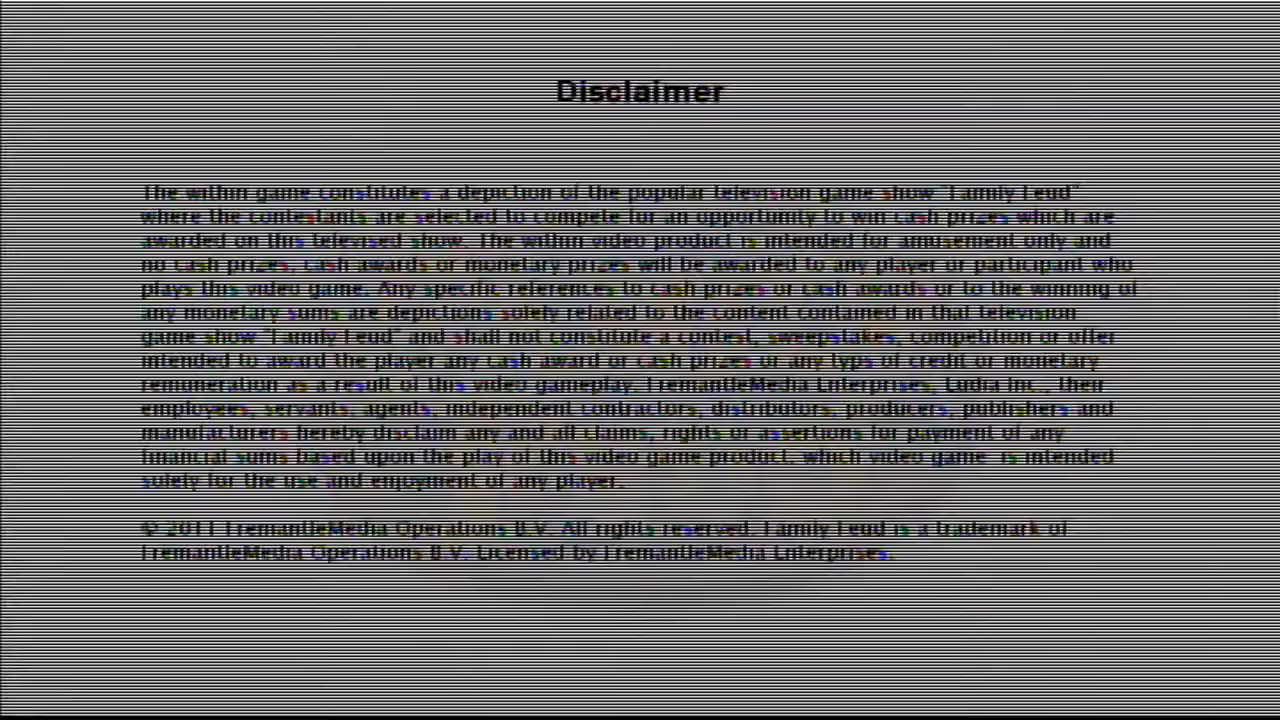 Disclaimer
The within game constitutes a depiction of the popular television game show "Family Feud"
where the contestants are selected to compete for an opportunity to win cash prizes which are
awarded on this televised show. The within video product is intended for amusement only and
no cash prizes, cash awards or monetary prizes will be awarded to any player or participant who
plays this video game. Any specific references to cash prizes or cash awards or to the winning of
any monetary sums are depictions solely related to the content contained in that television
game show "Family Feud" and shall not constitute a contest, sweepstakes, competition or offer
intended to award the player any cash award or cash prizes or any type of credit or monetary
remuneration as a result of this video gameplay. FremantleMedia Enterprises, Ludia Inc., their
employees, servants, agents, independent contractors, distributors, producers, publishers and
manufacturers hereby disclaim any and all claims, rights or assertions for payment of any
financial sums based upon the play of this video game product, which video game is intended
solely for the use and enjoyment of any player.
© 2011 FremantleMedia Operations B.V. All rights reserved. Family Feud is a trademark of
FremantleMedia Operations B.V. Licensed by FremantleMedia Enterprises.